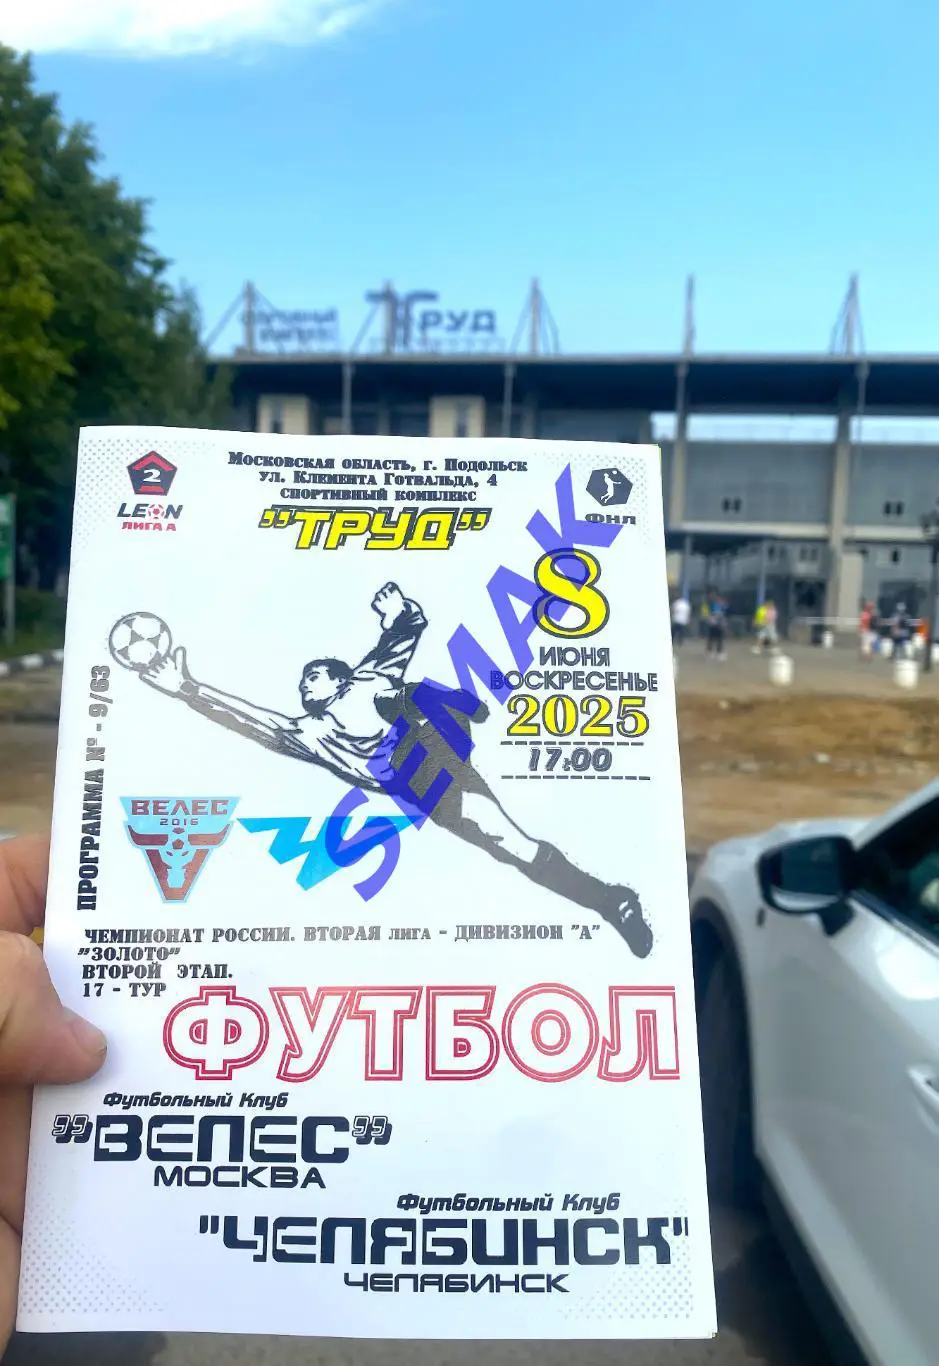 ТРУД
Московская область, г. Подольск
ул. Клемента Готвальда, 4
спортивный комплекс
"ТРУД"
2
LEON
ЛИГА А
ФНЛ
8
ИЮНЯ
ВОСКРЕСЕНЬЕ
2025
17:00
ПРОГРАММА № - 9/63
ВЕЛЕС
2016
SEMAK
ЧЕМПИОНАТ РОССИИ. ВТОРАЯ лига - ДИВИЗИОН "А"
"ЗОЛОТО"
ВТОРОЙ ЭТАП.
17 - ТУР
ФУТБОЛ
Футбольный Клуб
"ВЕЛЕС"
МОСКВА
Футбольный Клуб
"ЧЕЛЯБИНСК"
ЧЕЛЯБИНСК